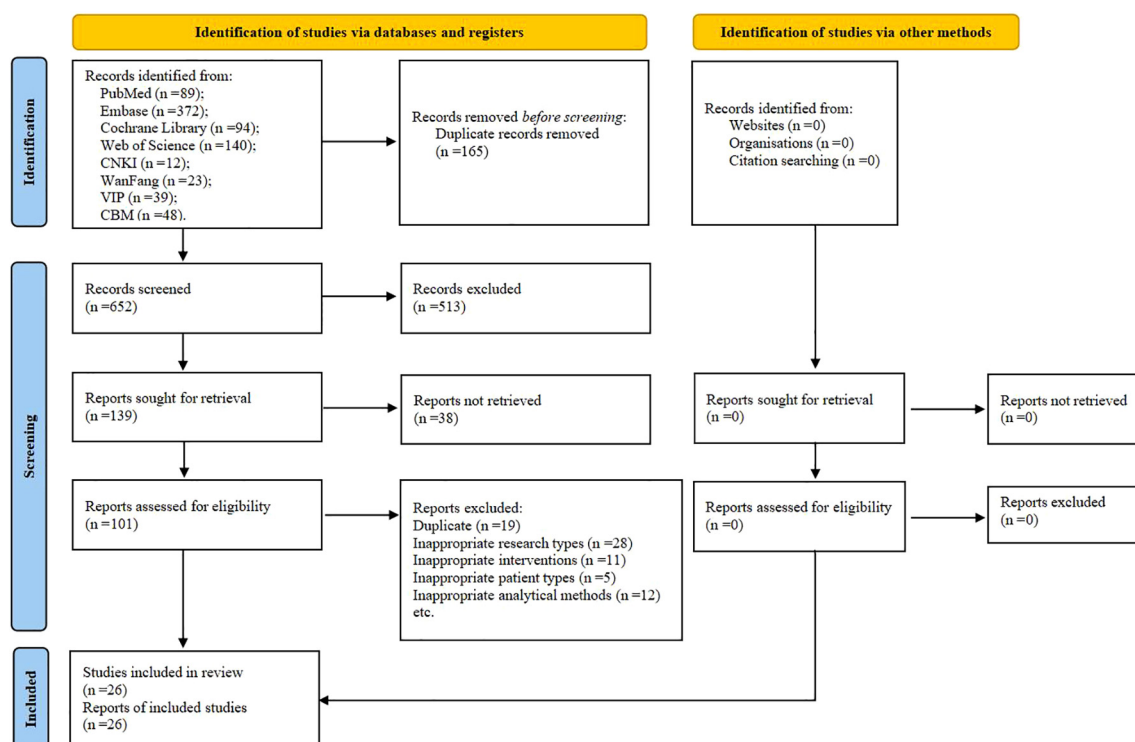 Identification of studies via databases and registers
Identification of studies via other methods
Identification
Records identified from:
PubMed (n =89);
Embase (n =372);
Cochrane Library (n =94);
Web of Science (n =140);
CNKI (n =12);
WanFang (n =23);
VIP (n =39);
CBM (n =48).
Records removed before screening:
Duplicate records removed
(n =165)
Records identified from:
Websites (n =0)
Organisations (n =0)
Citation searching (n =0)
Screening
Records screened
(n =652)
Records excluded
(n =513)
Reports sought for retrieval
(n =139)
Reports not retrieved
(n =38)
Reports sought for retrieval
(n =0)
Reports not retrieved
(n =0)
Reports assessed for eligibility
(n =101)
Reports excluded:
Duplicate (n =19)
Inappropriate research types (n =28)
Inappropriate interventions (n =11)
Inappropriate patient types (n =5)
Inappropriate analytical methods (n =12)
etc.
Reports assessed for eligibility
(n =0)
Reports excluded
(n =0)
Included
Studies included in review
(n =26)
Reports of included studies
(n =26)